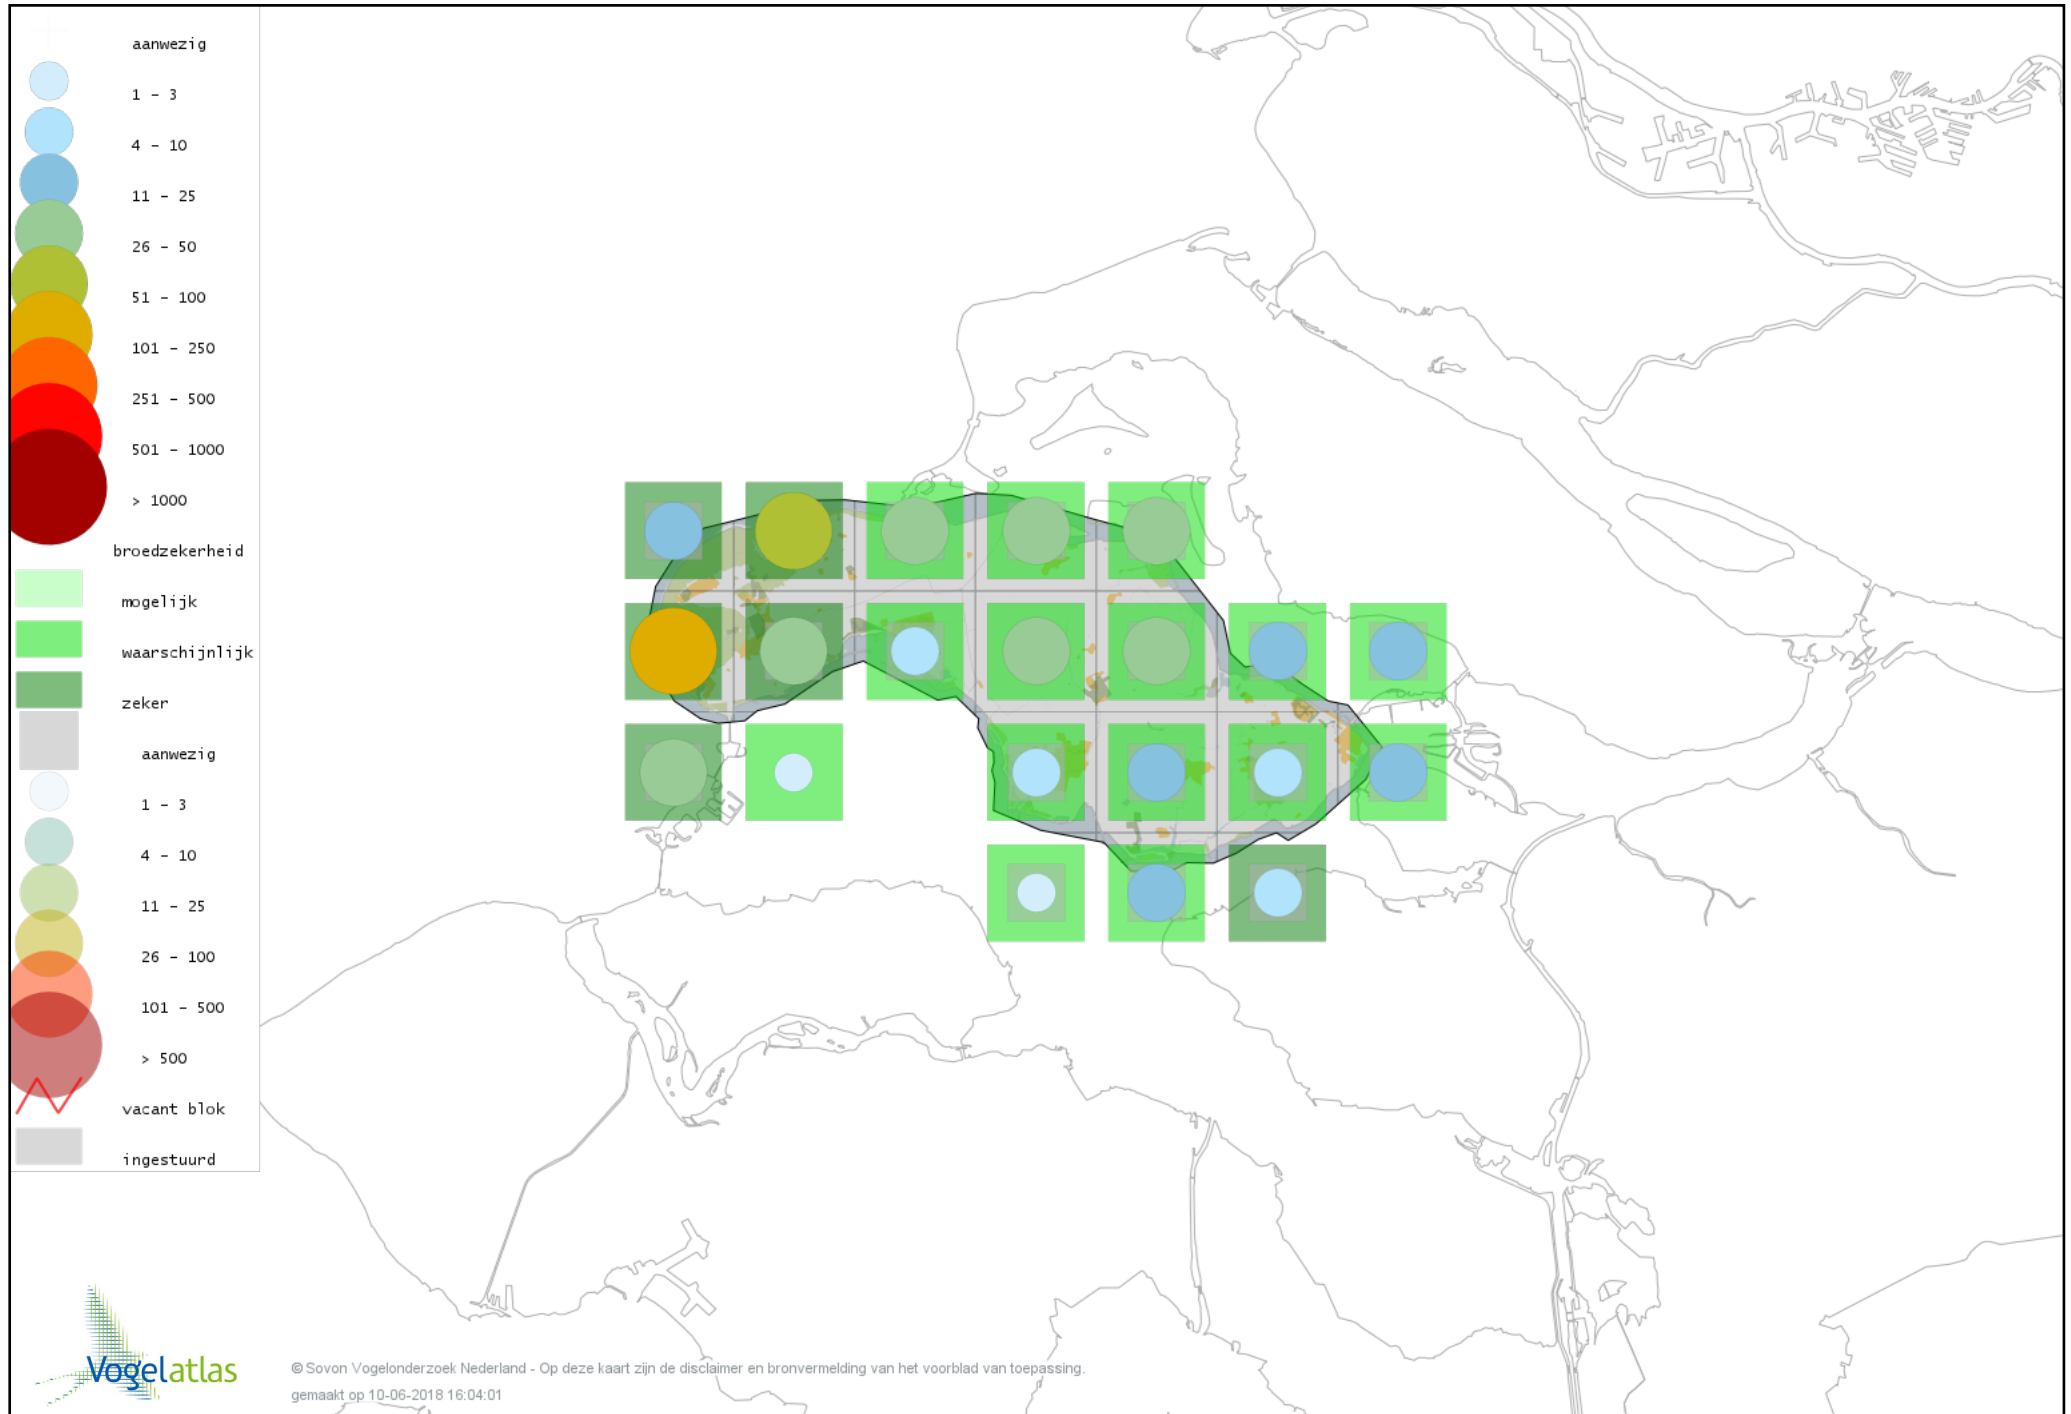 aanwezig
1 - 3
4 - 10
11 - 25
26 - 50
51 - 100
101 - 250
251 - 500
501 - 1000
> 1000
broedzekerheid
mogelijk
waarschijnlijk
zeker
aanwezig
1 - 3
4 - 10
11 - 25
26 - 100
101 - 500
> 500
vacant blok
ingestuurd
Vogelatlas
© Sovon Vogelonderzoek Nederland - Op deze kaart zijn de disclaimer en bronvermelding van het voorblad van toepassing.
gemaakt op 10-06-2018 16:04:01